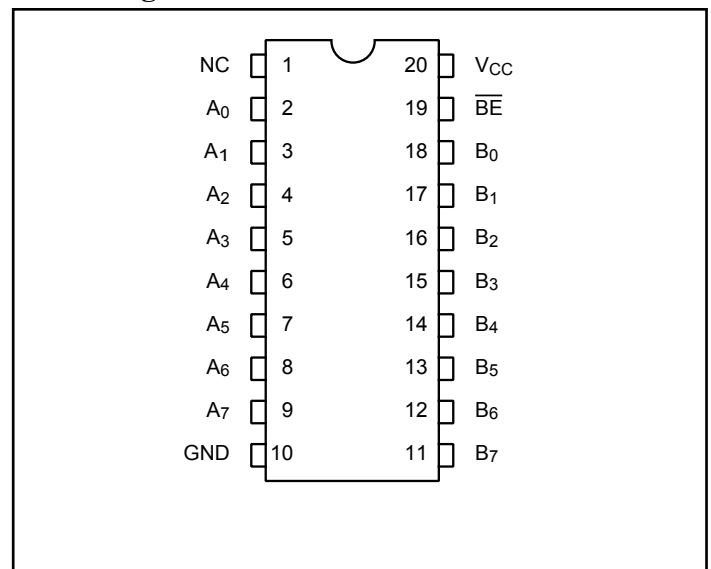 NC 1 20 V_CC
A₀ 2 19 B̅E̅
A₁ 3 18 B₀
A₂ 4 17 B₁
A₃ 5 16 B₂
A₄ 6 15 B₃
A₅ 7 14 B₄
A₆ 8 13 B₅
A₇ 9 12 B₆
GND 10 11 B₇